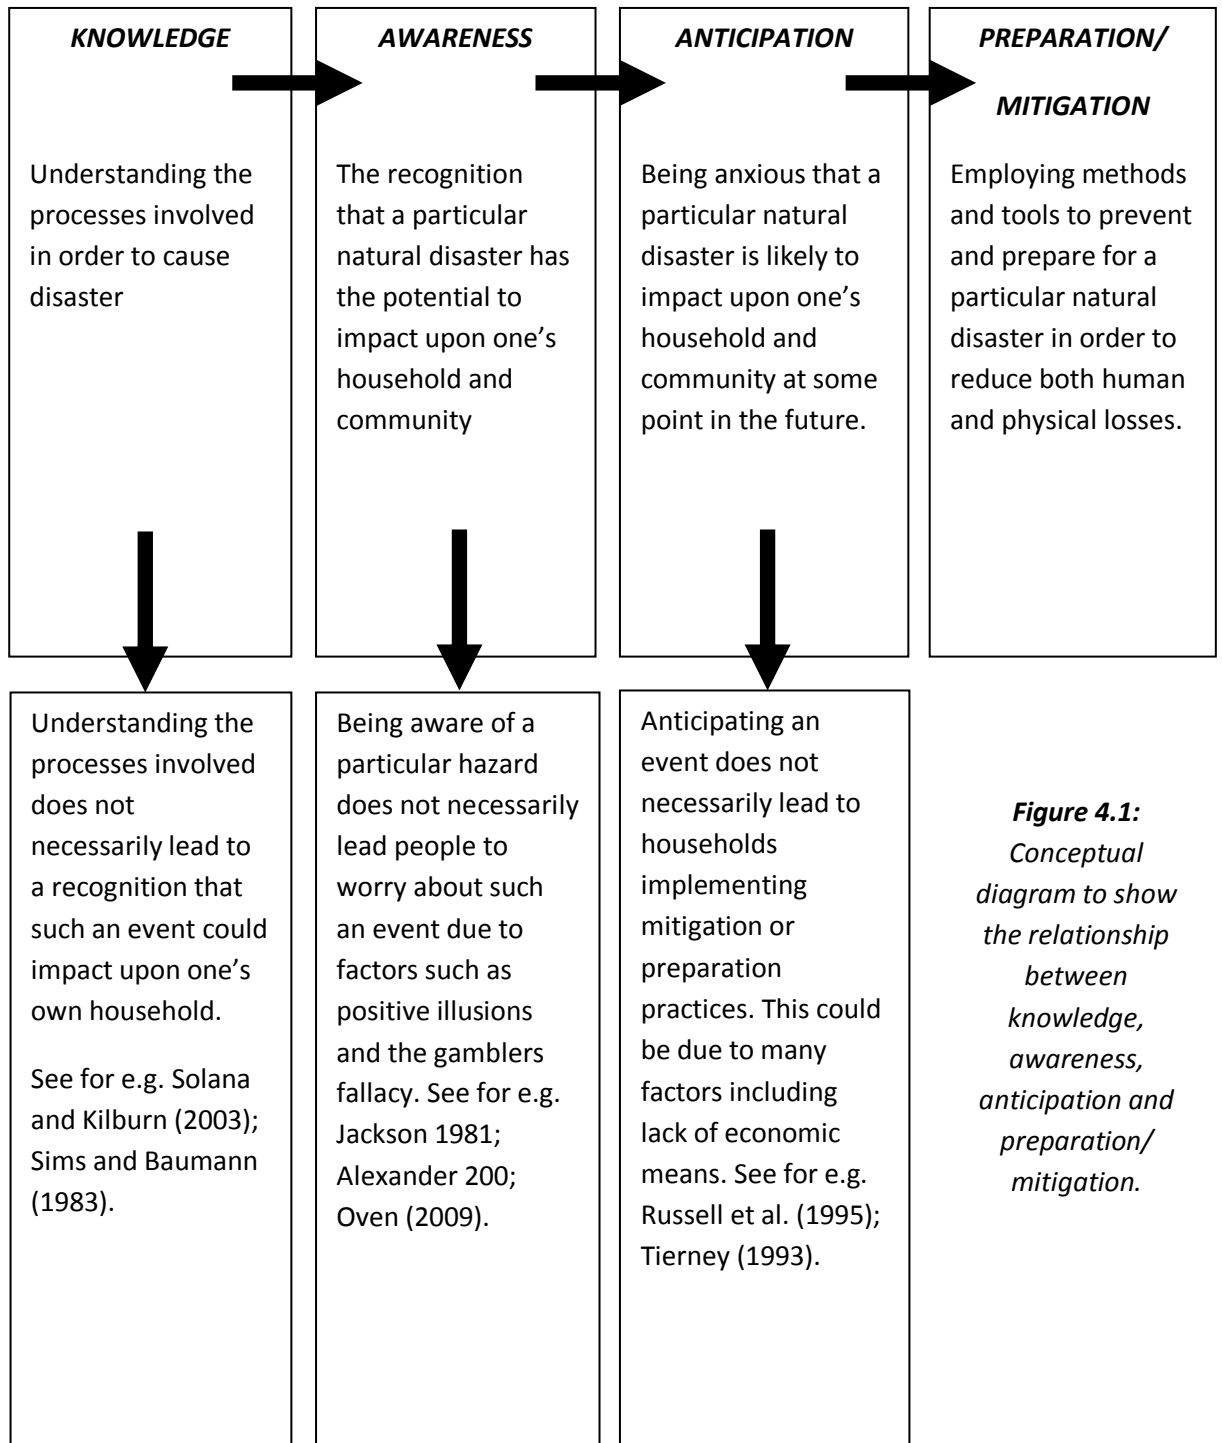 KNOWLEDGE
Understanding the
processes involved
in order to cause
disaster
AWARENESS
The recognition
that a particular
natural disaster has
the potential to
impact upon one’s
household and
community
ANTICIPATION
Being anxious that a
particular natural
disaster is likely to
impact upon one’s
household and
community at some
point in the future.
PREPARATION/
MITIGATION
Employing methods
and tools to prevent
and prepare for a
particular natural
disaster in order to
reduce both human
and physical losses.
Understanding the
processes involved
does not
necessarily lead to
a recognition that
such an event could
impact upon one’s
own household.
See for e.g. Solana
and Kilburn (2003);
Sims and Baumann
(1983).
Being aware of a
particular hazard
does not necessarily
lead people to
worry about such
an event due to
factors such as
positive illusions
and the gamblers
fallacy. See for e.g.
Jackson 1981;
Alexander 200;
Oven (2009).
Anticipating an
event does not
necessarily lead to
households
implementing
mitigation or
preparation
practices. This could
be due to many
factors including
lack of economic
means. See for e.g.
Russell et al. (1995);
Tierney (1993).
Figure 4.1:
Conceptual
diagram to show
the relationship
between
knowledge,
awareness,
anticipation and
preparation/
mitigation.